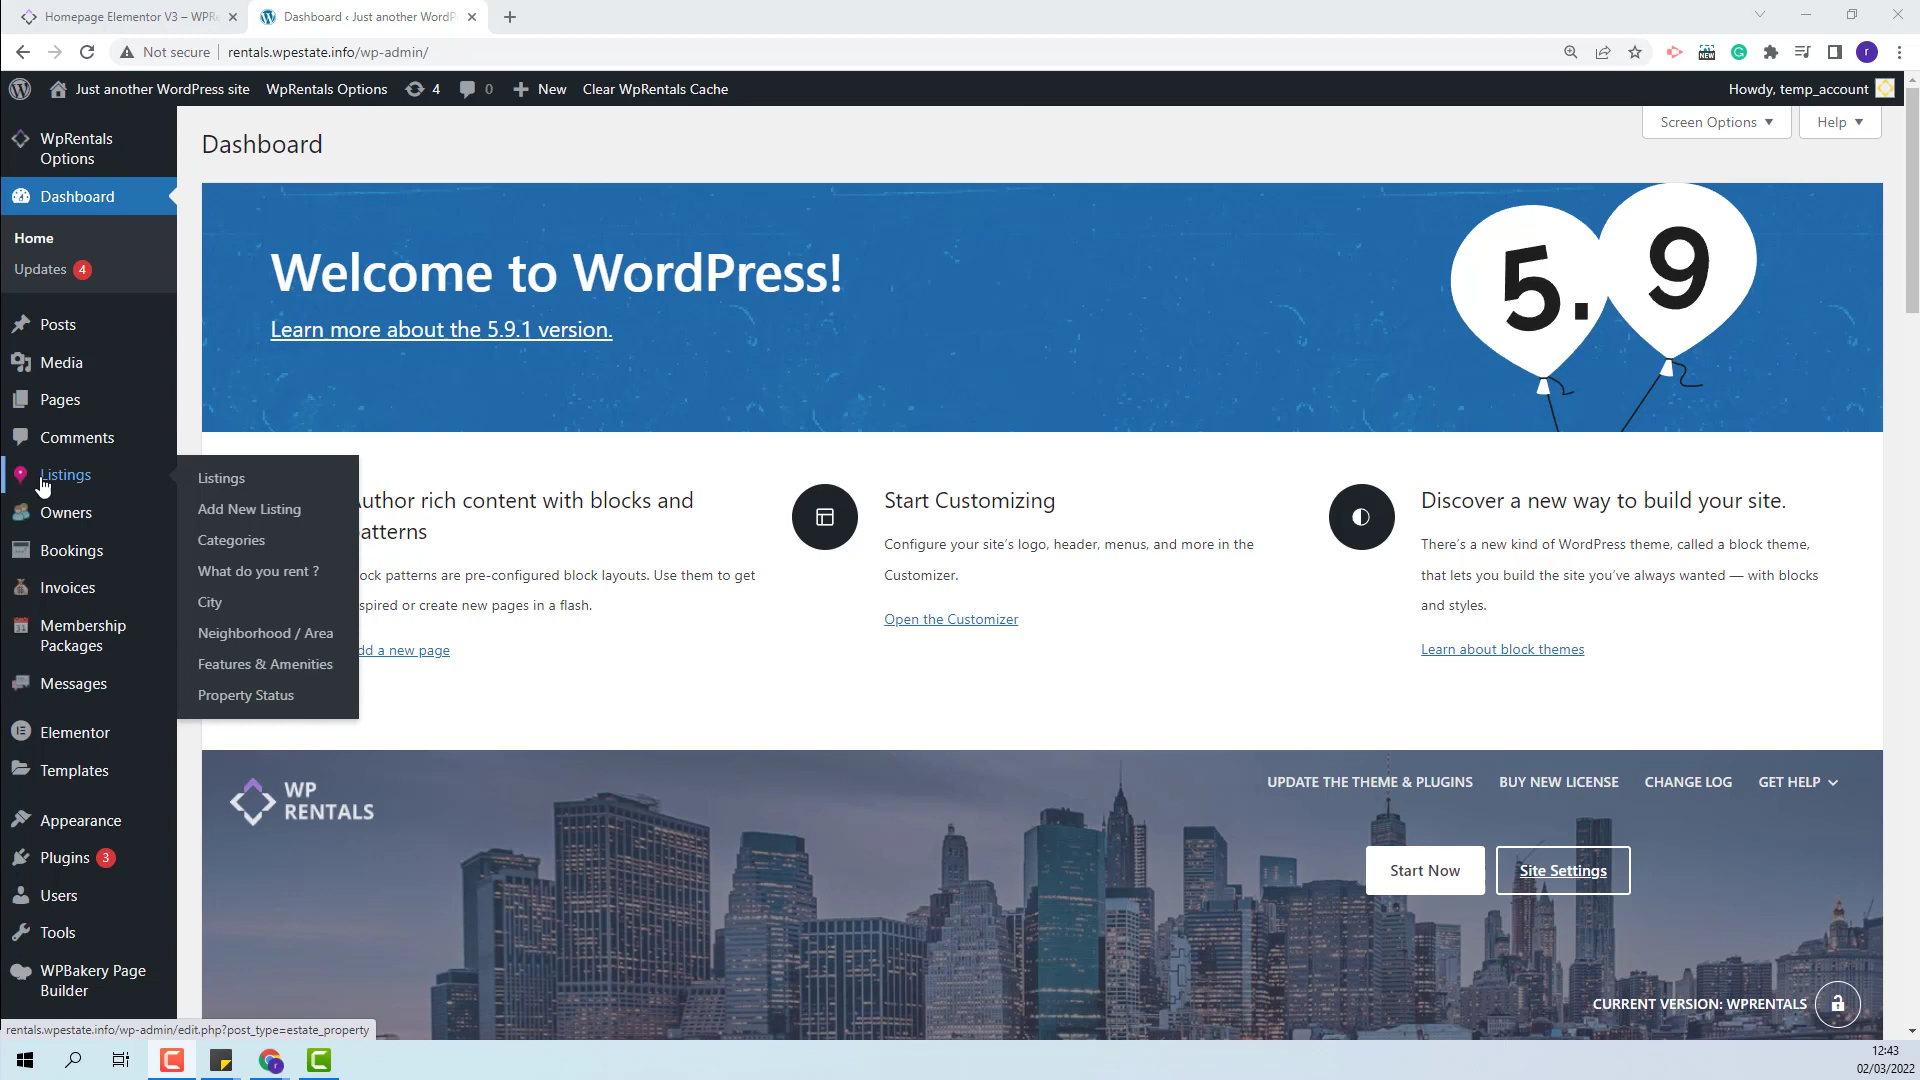 Homepage Elementor V3 – WPRe
Dashboard ‹ Just another WordPr
Not secure
rentals.wpestate.info/wp-admin/
NEW
r
Just another WordPress site
WpRentals Options
4
0
New
Clear WpRentals Cache
Howdy, temp_account
WpRentals
Options
Dashboard
Home
Updates 4
Posts
Media
Pages
Comments
Listings
Owners
Bookings
Invoices
Membership
Packages
Messages
Elementor
Templates
Appearance
Plugins 3
Users
Tools
WPBakery Page
Builder
Listings
Add New Listing
Categories
What do you rent ?
City
Neighborhood / Area
Features & Amenities
Property Status
Dashboard
Screen Options
Help
Welcome to WordPress!
Learn more about the 5.9.1 version.
5.9
Author rich content with blocks and
patterns
ock patterns are pre-configured block layouts. Use them to get
spired or create new pages in a flash.
dd a new page
Start Customizing
Configure your site's logo, header, menus, and more in the
Customizer.
Open the Customizer
Discover a new way to build your site.
There's a new kind of WordPress theme, called a block theme,
that lets you build the site you've always wanted — with blocks
and styles.
Learn about block themes
WP
RENTALS
UPDATE THE THEME & PLUGINS
BUY NEW LICENSE
CHANGE LOG
GET HELP
Start Now
Site Settings
CURRENT VERSION: WPRENTALS
rentals.wpestate.info/wp-admin/edit.php?post_type=estate_property
12:43
02/03/2022